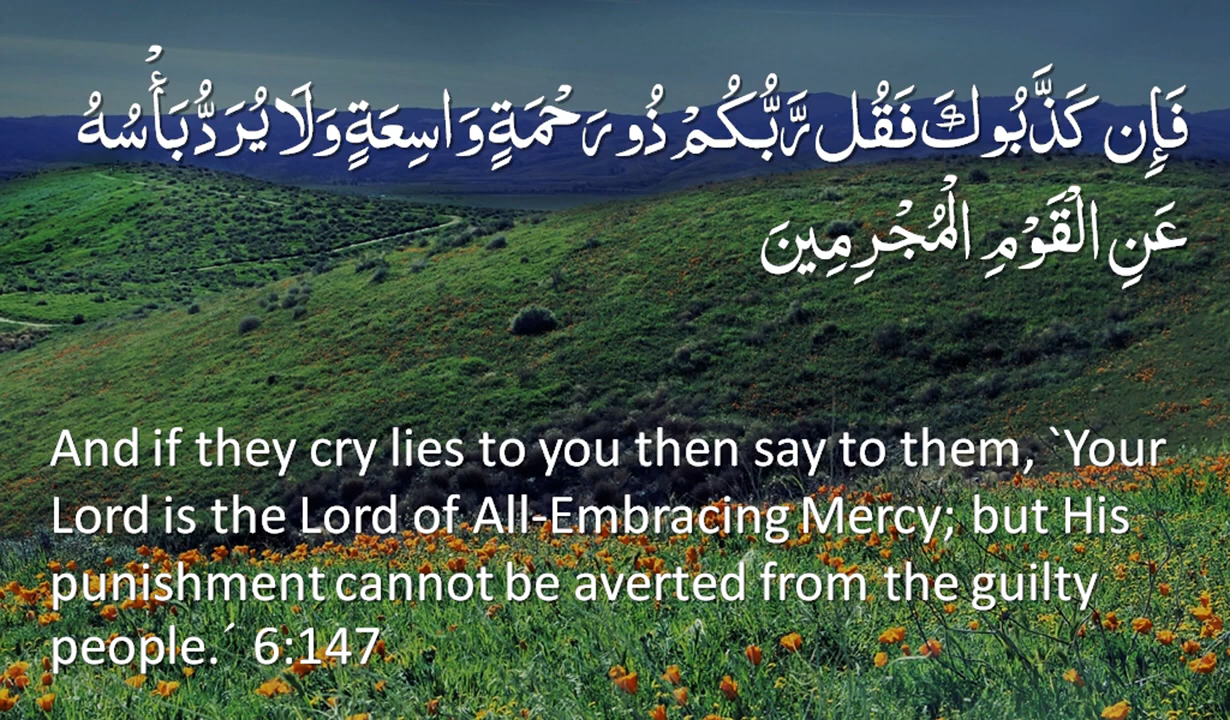 فَإِن كَذَّبُوكَ فَقُل رَّبُّكُمْ ذُو رَحْمَةٍ وَاسِعَةٍ وَلَا يُرَدُّ بَأْسُهُ
عَنِ الْقَوْمِ الْمُجْرِمِينَ
And if they cry lies to you then say to them, `Your
Lord is the Lord of All-Embracing Mercy; but His
punishment cannot be averted from the guilty
people.´ 6:147